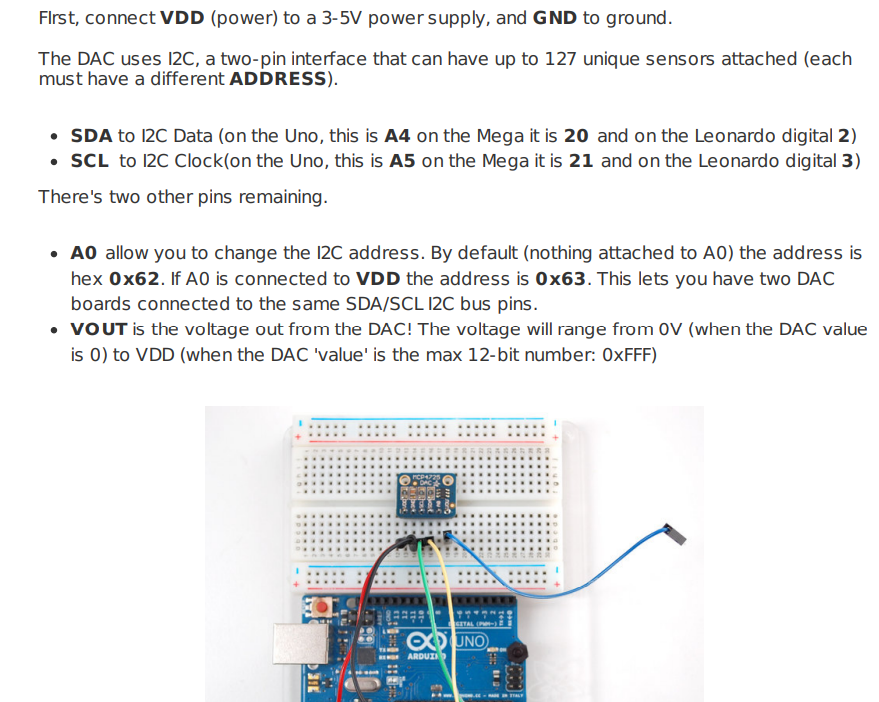 FIrst, connect VDD (power) to a 3-5V power supply, and GND to ground.
The DAC uses I2C, a two-pin interface that can have up to 127 unique sensors attached (each
must have a different ADDRESS).
• SDA to I2C Data (on the Uno, this is A4 on the Mega it is 20 and on the Leonardo digital 2)
• SCL to I2C Clock(on the Uno, this is A5 on the Mega it is 21 and on the Leonardo digital 3)
There's two other pins remaining.
• A0 allow you to change the I2C address. By default (nothing attached to A0) the address is
hex 0x62. If A0 is connected to VDD the address is 0x63. This lets you have two DAC
boards connected to the same SDA/SCL I2C bus pins.
• VOUT is the voltage out from the DAC! The voltage will range from 0V (when the DAC value
is 0) to VDD (when the DAC 'value' is the max 12-bit number: 0xFFF)
MCP4725
DAC
DIGITAL (PWM~)
UNO
ARDUINO
MADE IN ITALY